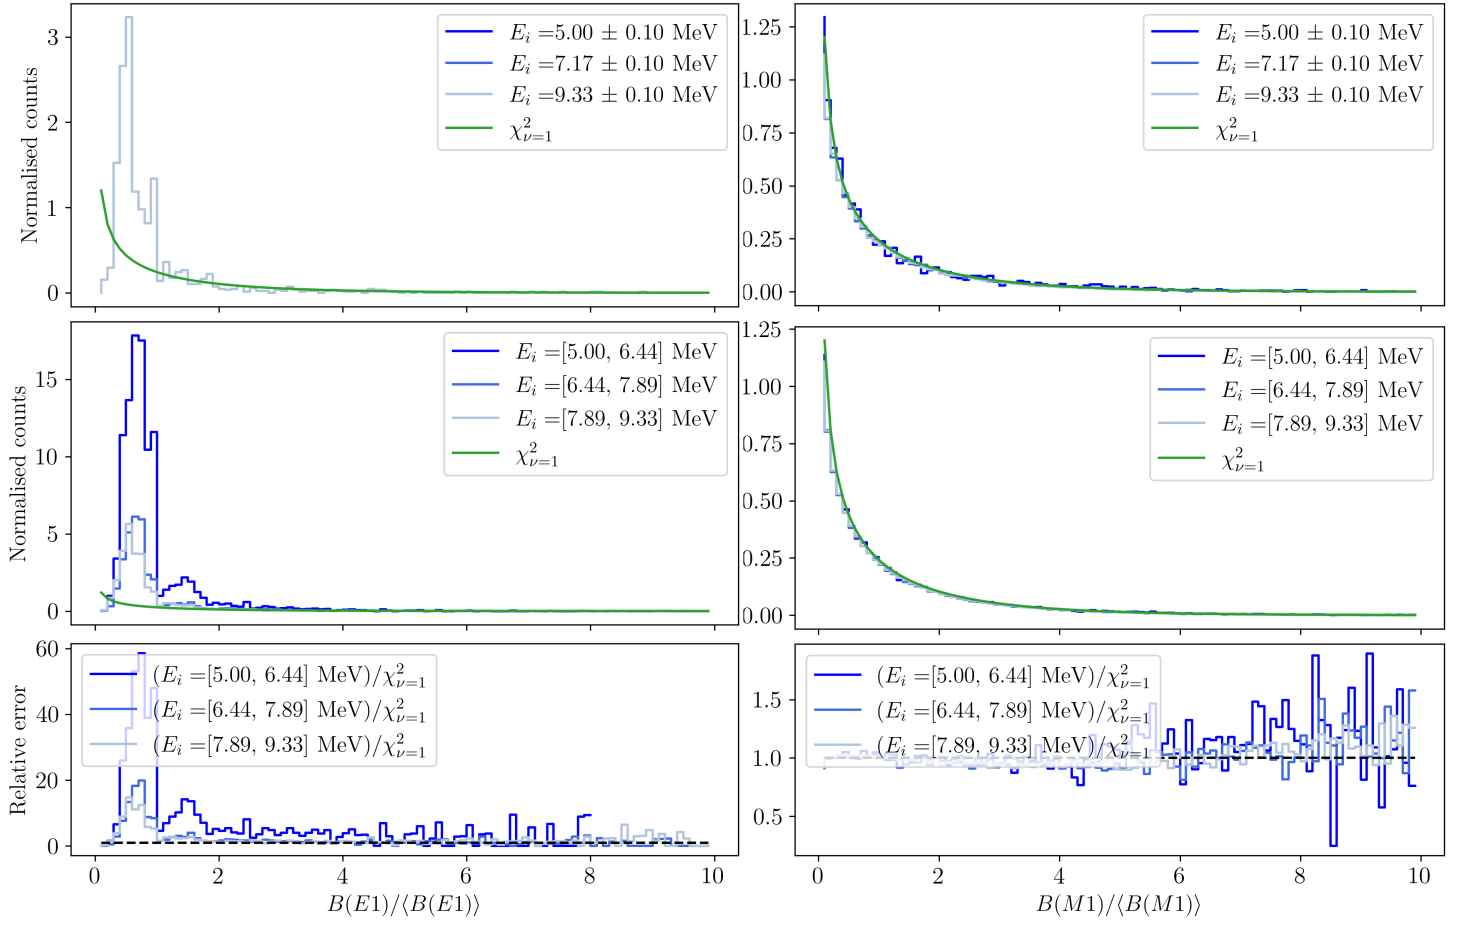 Normalised counts
3
2
1
0
E_i =5.00 ± 0.10 MeV
E_i =7.17 ± 0.10 MeV
E_i =9.33 ± 0.10 MeV
χ²_{ν=1}
1.25
1.00
0.50
0.25
0.00
E_i =5.00 ± 0.10 MeV
E_i =7.17 ± 0.10 MeV
E_i =9.33 ± 0.10 MeV
χ²_{ν=1}
Normalised counts
15
10
5
0
E_i =[5.00, 6.44] MeV
E_i =[6.44, 7.89] MeV
E_i =[7.89, 9.33] MeV
χ²_{ν=1}
1.25
1.00
0.75
0.50
0.25
0.00
E_i =[5.00, 6.44] MeV
E_i =[6.44, 7.89] MeV
E_i =[7.89, 9.33] MeV
χ²_{ν=1}
Relative error
60
40
20
0
(E_i =[5.00, 6.44] MeV)/χ²_{ν=1}
(E_i =[6.44, 7.89] MeV)/χ²_{ν=1}
(E_i =[7.89, 9.33] MeV)/χ²_{ν=1}
0 2 4 6 8 10
B(E1)/⟨B(E1)⟩
1.5
1.0
0.5
(E_i =[5.00, 6.44] MeV)/χ²_{ν=1}
(E_i =[6.44, 7.89] MeV)/χ²_{ν=1}
(E_i =[7.89, 9.33] MeV)/χ²_{ν=1}
0 2 4 6 8 10
B(M1)/⟨B(M1)⟩